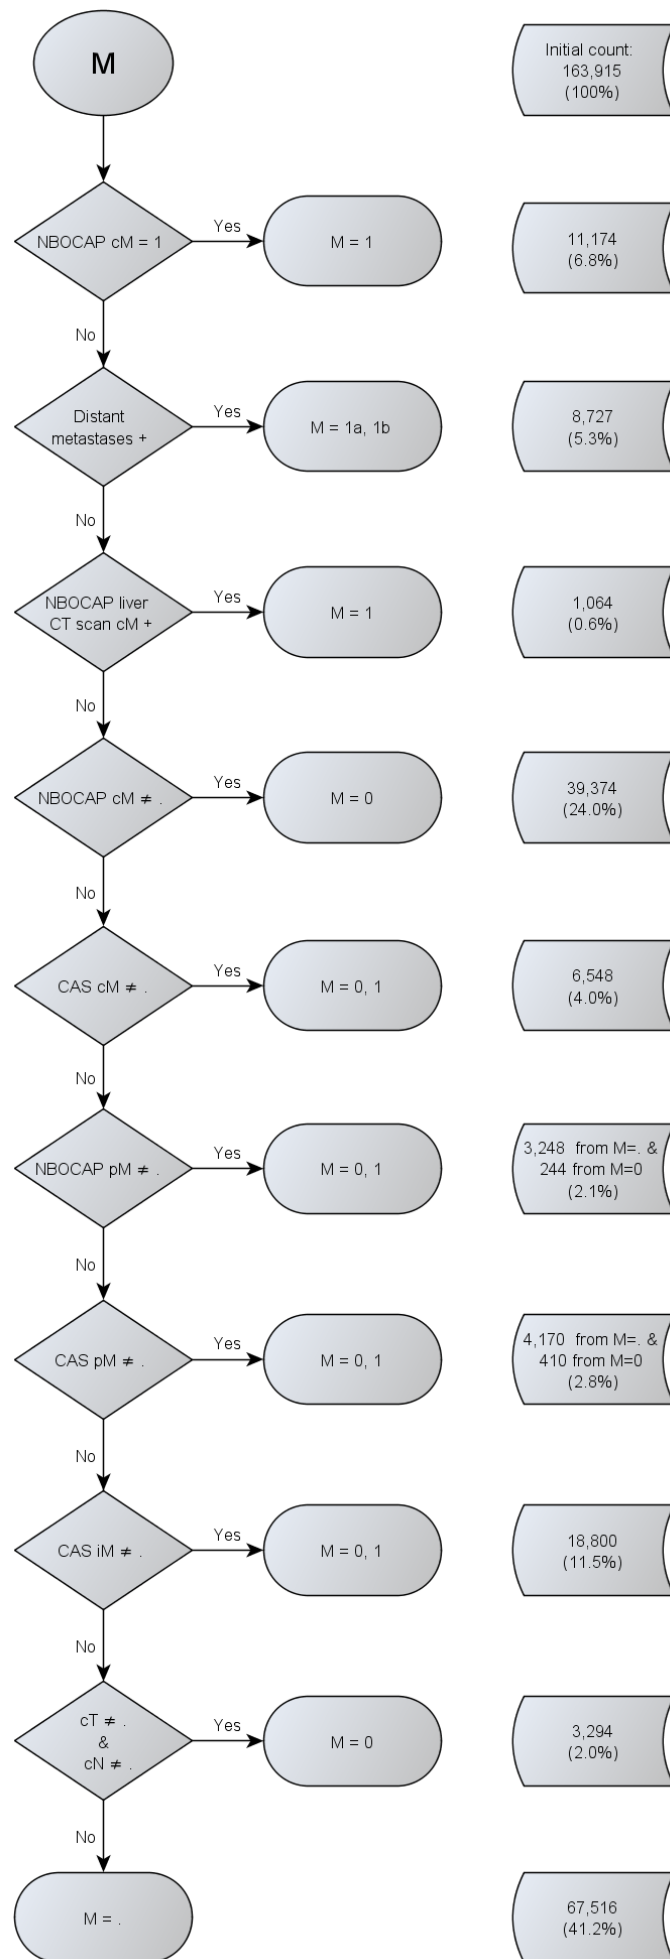 M
Initial count:
163,915
(100%)
NBOCAP cM = 1
Yes
M = 1
11,174
(6.8%)
No
Distant
metastases +
Yes
M = 1a, 1b
8,727
(5.3%)
No
NBOCAP liver
CT scan cM +
Yes
M = 1
1,064
(0.6%)
No
NBOCAP cM ≠ .
Yes
M = 0
39,374
(24.0%)
No
CAS cM ≠ .
Yes
M = 0, 1
6,548
(4.0%)
No
NBOCAP pM ≠ .
Yes
M = 0, 1
3,248 from M=. &
244 from M=0
(2.1%)
No
CAS pM ≠ .
Yes
M = 0, 1
4,170 from M=. &
410 from M=0
(2.8%)
No
CAS iM ≠ .
Yes
M = 0, 1
18,800
(11.5%)
No
cT ≠ .
&
cN ≠ .
Yes
M = 0
3,294
(2.0%)
No
M = .
67,516
(41.2%)